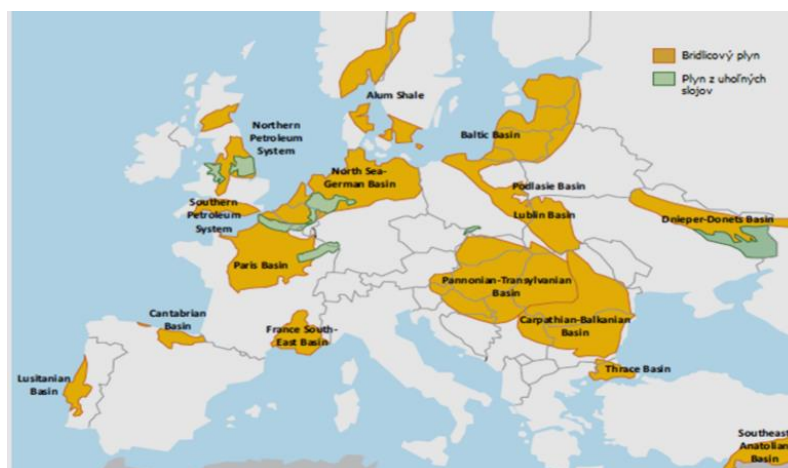 Bridlicový plyn
Plyn z uhoľných
slojov
Alum Shale
Northern
Petroleum
System
Baltic Basin
North Sea-
German Basin
Podlasie Basin
Southern
Petroleum
System
Lublin Basin
Dnieper-Donets Basin
Paris Basin
Pannonian-Transylvanian
Basin
Cantabrian
Basin
France South-
East Basin
Carpathian-Balkanian
Basin
Lusitanian
Basin
Thrace Basin
Southeast
Anatolian
Basin